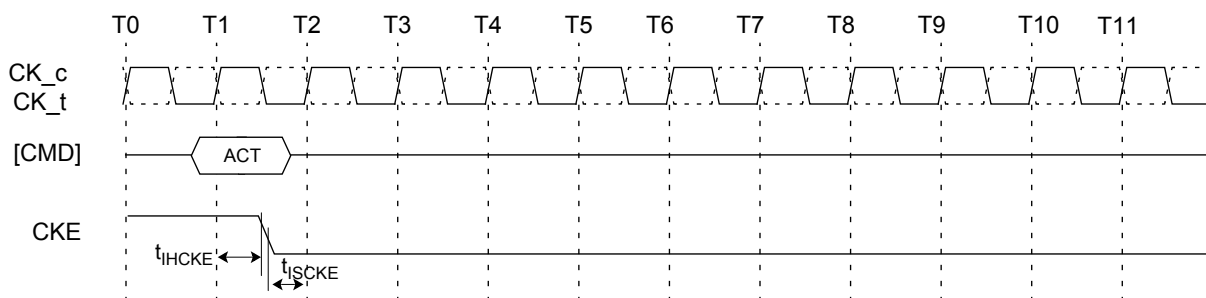 T0 T1 T2 T3 T4 T5 T6 T7 T8 T9 T10 T11
CK_c
CK_t
[CMD] ACT
CKE
tIHCKE
tISCKE